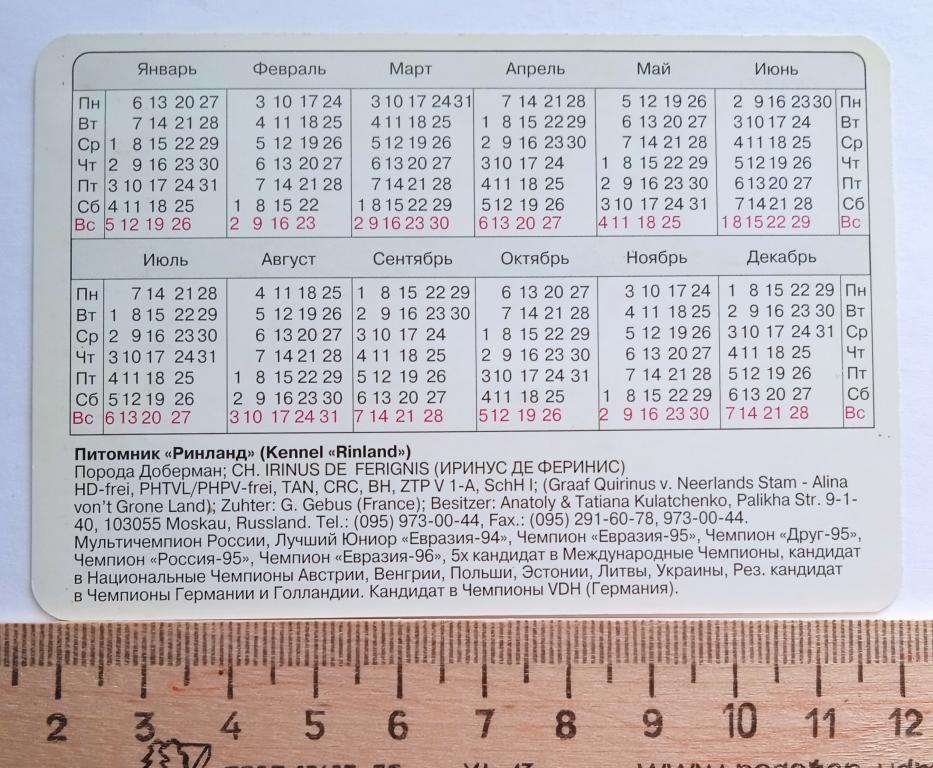 Январь Февраль Март Апрель Май Июнь
Пн 6 13 20 27 3 10 17 24 3 10 17 24 31 7 14 21 28 5 12 19 26 2 9 16 23 30 Пн
Вт 7 14 21 28 4 11 18 25 4 11 18 25 1 8 15 22 29 6 13 20 27 3 10 17 24 Вт
Ср 1 8 15 22 29 5 12 19 26 5 12 19 26 2 9 16 23 30 7 14 21 28 4 11 18 25 Ср
Чт 2 9 16 23 30 6 13 20 27 6 13 20 27 3 10 17 24 1 8 15 22 29 5 12 19 26 Чт
Пт 3 10 17 24 31 7 14 21 28 7 14 21 28 4 11 18 25 2 9 16 23 30 6 13 20 27 Пт
Сб 4 11 18 25 1 8 15 22 1 8 15 22 29 5 12 19 26 3 10 17 24 31 7 14 21 28 Сб
Вс 5 12 19 26 2 9 16 23 2 9 16 23 30 6 13 20 27 4 11 18 25 1 8 15 22 29 Вс
Июль Август Сентябрь Октябрь Ноябрь Декабрь
Пн 7 14 21 28 4 11 18 25 1 8 15 22 29 6 13 20 27 3 10 17 24 1 8 15 22 29 Пн
Вт 1 8 15 22 29 5 12 19 26 2 9 16 23 30 7 14 21 28 4 11 18 25 2 9 16 23 30 Вт
Ср 2 9 16 23 30 6 13 20 27 3 10 17 24 1 8 15 22 29 5 12 19 26 3 10 17 24 31 Ср
Чт 3 10 17 24 31 7 14 21 28 4 11 18 25 2 9 16 23 30 6 13 20 27 4 11 18 25 Чт
Пт 4 11 18 25 1 8 15 22 29 5 12 19 26 3 10 17 24 31 7 14 21 28 5 12 19 26 Пт
Сб 5 12 19 26 2 9 16 23 30 6 13 20 27 4 11 18 25 1 8 15 22 29 6 13 20 27 Сб
Вс 6 13 20 27 3 10 17 24 31 7 14 21 28 5 12 19 26 2 9 16 23 30 7 14 21 28 Вс
Питомник «Ринланд» (Kennel «Rinland»)
Порода Доберман; CH. IRINUS DE FERIGNIS (ИРИНУС ДЕ ФЕРИНИС)
HD-frei, PHTVL/PHPV-frei, TAN, CRC, BH, ZTP V 1-A, SchH I; (Graaf Quirinus v. Neerlands Stam - Alina
von't Grone Land); Zuhter: G. Gebus (France); Besitzer: Anatoly & Tatiana Kulatchenko, Palikha Str. 9-1-
40, 103055 Moskau, Russland. Tel.: (095) 973-00-44, Fax.: (095) 291-60-78, 973-00-44.
Мультичемпион России, Лучший Юниор «Евразия-94», Чемпион «Евразия-95», Чемпион «Друг-95»,
Чемпион «Россия-95», Чемпион «Евразия-96», 5х кандидат в Международные Чемпионы, кандидат
в Национальные Чемпионы Австрии, Венгрии, Польши, Эстонии, Литвы, Украины, Рез. кандидат
в Чемпионы Германии и Голландии. Кандидат в Чемпионы VDH (Германия).
2 3 4 5 6 7 8 9 10 11 12